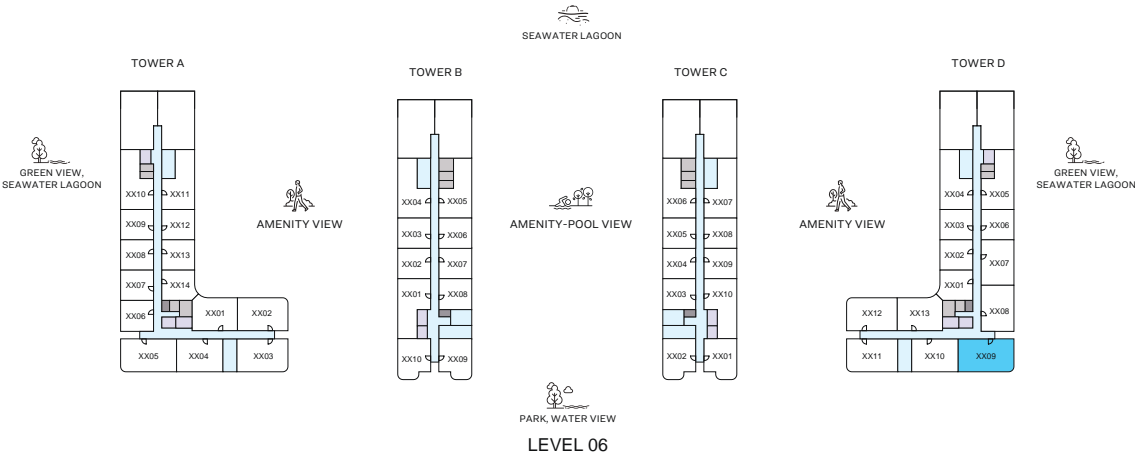 SEAWATER LAGOON
TOWER A
TOWER B
TOWER C
TOWER D
GREEN VIEW,
SEAWATER LAGOON
AMENITY VIEW
AMENITY-POOL VIEW
AMENITY VIEW
GREEN VIEW,
SEAWATER LAGOON
XX10 XX11
XX09 XX12
XX08 XX13
XX07 XX14
XX06 XX01 XX02
XX05 XX04 XX03
XX04 XX05
XX03 XX06
XX02 XX07
XX01 XX08
XX10 XX09
XX06 XX07
XX05 XX08
XX04 XX09
XX03 XX10
XX02 XX01
XX04 XX05
XX03 XX06
XX02 XX07
XX01
XX12 XX13 XX08
XX11 XX10 XX09
PARK, WATER VIEW
LEVEL 06